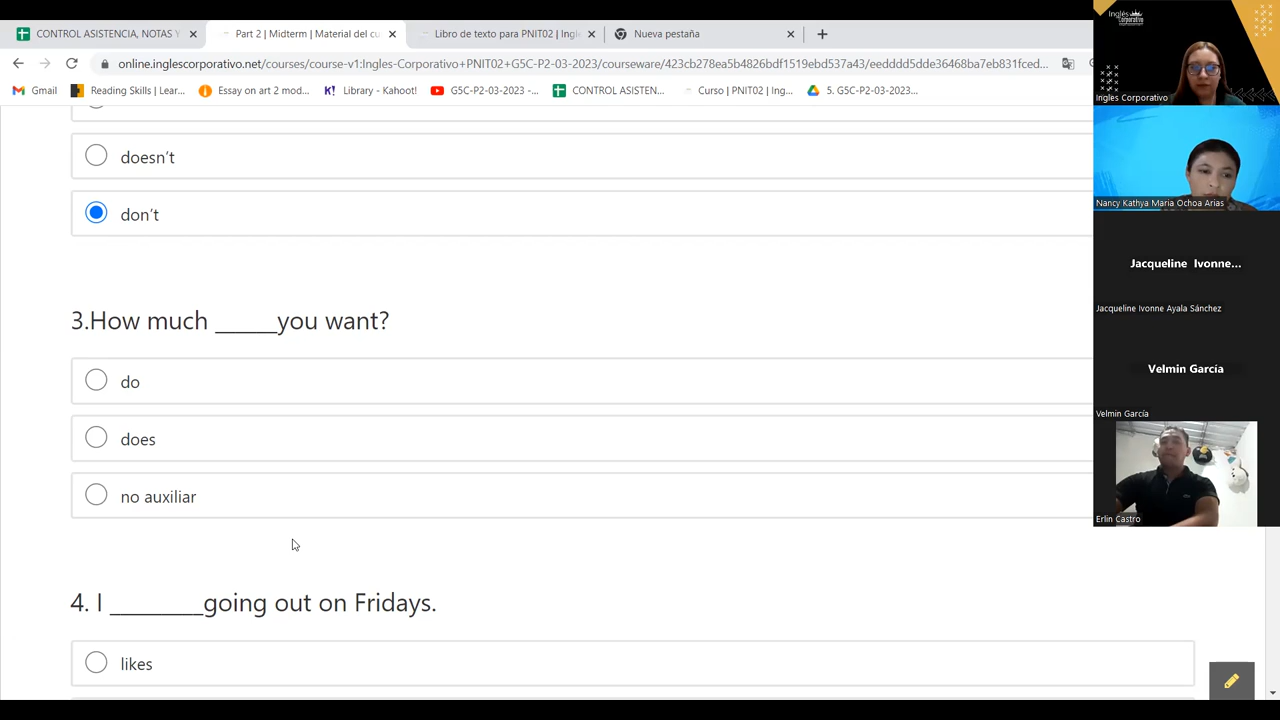 CONTROL ASISTENCIA, NOTAS Y
Part 2 | Midterm | Material del cu
Libro de texto para PNIT02 | Ingl
Nueva pestaña
online.inglescorporativo.net/courses/course-v1:Ingles-Corporativo+PNIT02+G5C-P2-03-2023/courseware/423cb278ea5b4826bdf1519ebd537a43/eedddd5dde36468ba7eb831fced...
Gmail
Reading Skills | Lear...
Essay on art 2 mod...
Library - Kahoot!
G5C-P2-03-2023 -...
CONTROL ASISTEN...
Curso | PNIT02 | Ing...
5. G5C-P2-03-2023...
doesn't
don't
3.How much ______you want?
do
does
no auxiliar
4. I ________going out on Fridays.
likes
Inglés
Corporativo
Ingles Corporativo
Nancy Kathya Maria Ochoa Arias
Jacqueline Ivonne...
Jacqueline Ivonne Ayala Sánchez
Velmin García
Velmin García
Erlin Castro